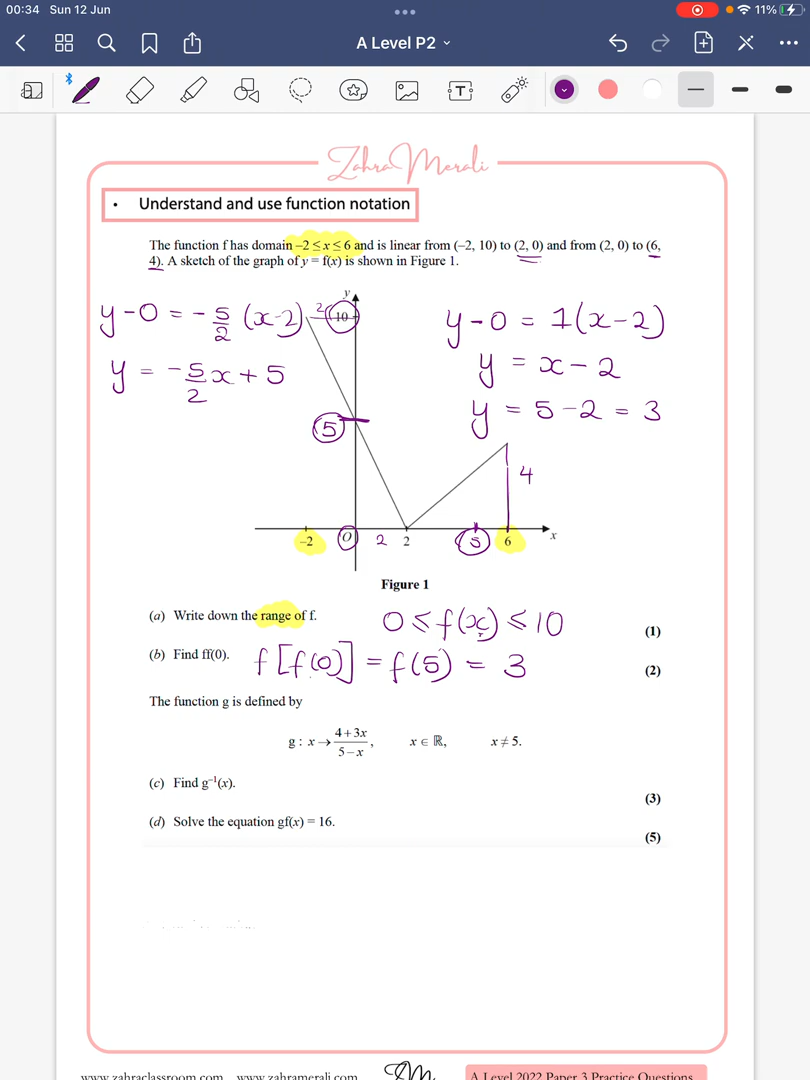 00:34 Sun 12 Jun
11%
A Level P2
T
Zahra Merali
• Understand and use function notation
The function f has domain –2 ≤ x ≤ 6 and is linear from (–2, 10) to (2, 0) and from (2, 0) to (6,
4). A sketch of the graph of y = f(x) is shown in Figure 1.
y
y - 0 = - 5/2 (x - 2)
2
10
y - 0 = 1(x - 2)
y = - 5/2 x + 5
y = x - 2
y = 5 - 2 = 3
5
4
–2 O 2 2 5 6 x
Figure 1
(a) Write down the range of f.
0 ≤ f(x) ≤ 10
(1)
(b) Find ff(0).
f[f(0)] = f(5) = 3
(2)
The function g is defined by
g : x → (4 + 3x)/(5 – x), x ∈ ℝ, x ≠ 5.
(c) Find g⁻¹(x).
(3)
(d) Solve the equation gf(x) = 16.
(5)
www.zahraclassroom.com www.zahramerali.com
A Level 2022 Paper 3 Practice Questions